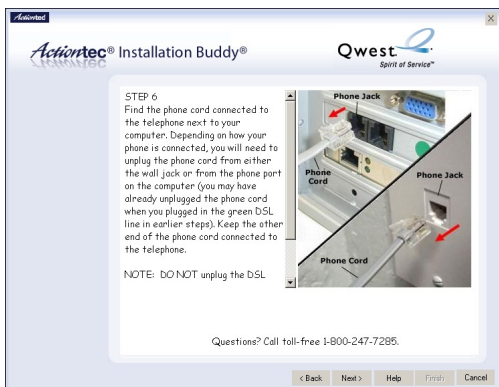 Actiontec
Actiontec® Installation Buddy®
Qwest
Spirit of Service™
STEP 6
Find the phone cord connected to
the telephone next to your
computer. Depending on how your
phone is connected, you will need to
unplug the phone cord from either
the wall jack or from the phone port
on the computer (you may have
already unplugged the phone cord
when you plugged in the green DSL
line in earlier steps). Keep the other
end of the phone cord connected to
the telephone.
NOTE: DO NOT unplug the DSL
Phone Jack
Phone
Cord
Phone Jack
Phone Cord
Questions? Call toll-free 1-800-247-7285.
< Back
Next >
Help
Finish
Cancel